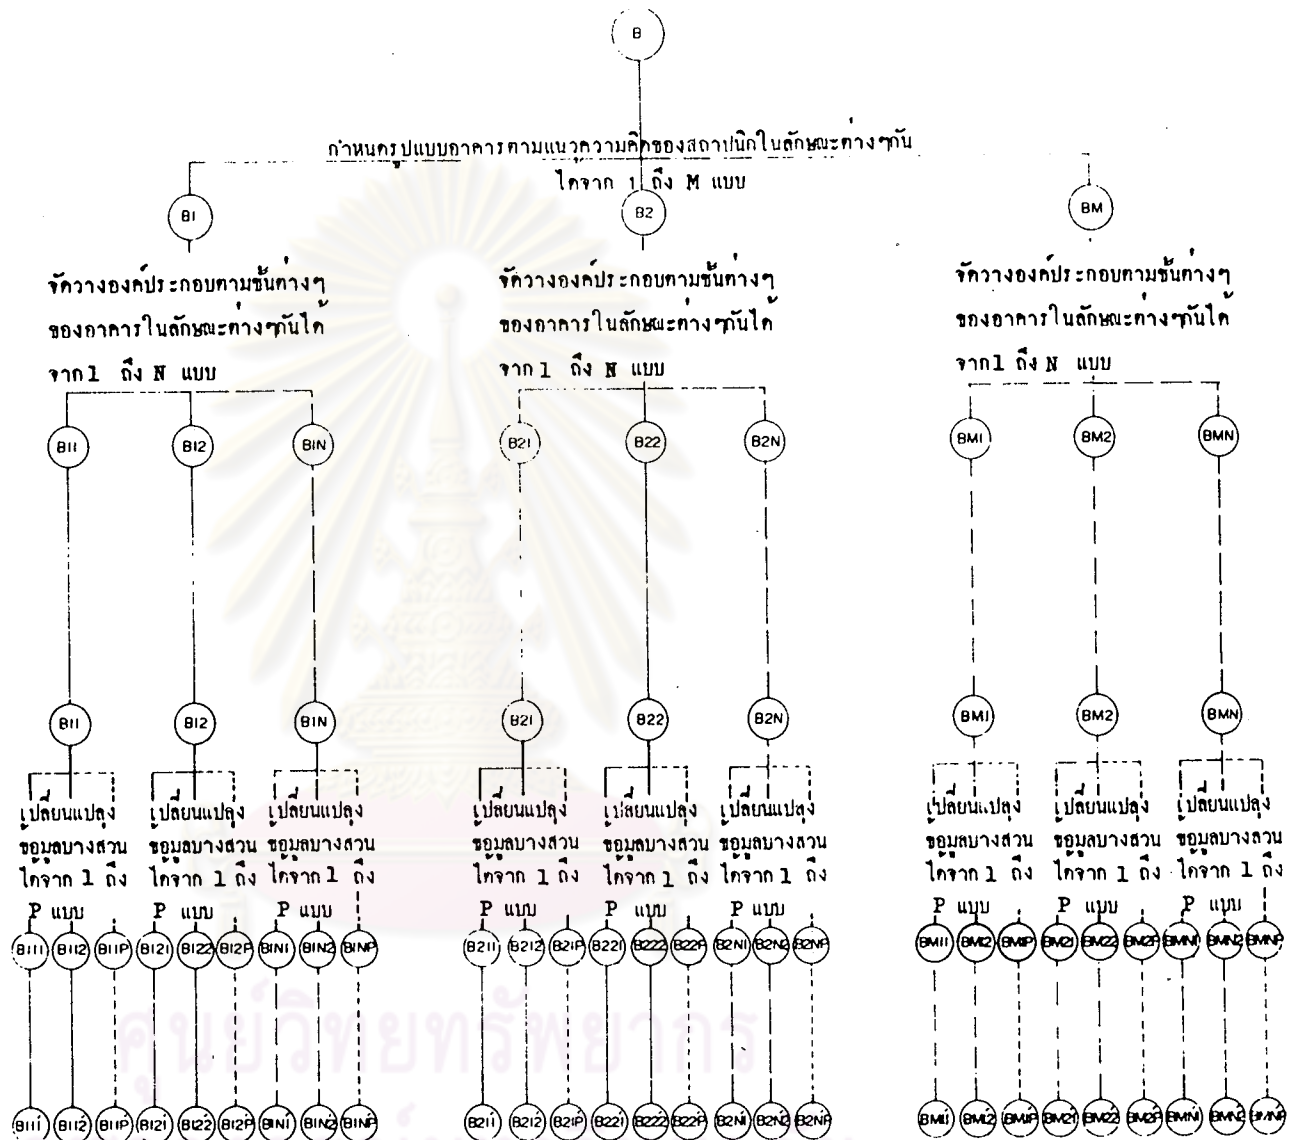 B
กำหนดรูปแบบอาคารตามแนวความคิดของสถาปนิกในลักษณะต่างๆกัน
ได้จาก 1 ถึง M แบบ
B1 B2 BM
จัดวางองค์ประกอบตามชั้นต่างๆ จัดวางองค์ประกอบตามชั้นต่างๆ จัดวางองค์ประกอบตามชั้นต่างๆ
ของอาคารในลักษณะต่างๆกันได้ ของอาคารในลักษณะต่างๆกันได้ ของอาคารในลักษณะต่างๆกันได้
จาก1 ถึง N แบบ จาก 1 ถึง N แบบ จาก1 ถึง N แบบ
B11 B12 B1N B21 B22 B2N BM1 BM2 BMN
B11 B12 B1N B21 B22 B2N BM1 BM2 BMN
เปลี่ยนแปลง เปลี่ยนแปลง เปลี่ยนแปลง เปลี่ยนแปลง เปลี่ยนแปลง เปลี่ยนแปลง เปลี่ยนแปลง เปลี่ยนแปลง เปลี่ยนแปลง
ข้อมูลบางส่วน ข้อมูลบางส่วน ข้อมูลบางส่วน ข้อมูลบางส่วน ข้อมูลบางส่วน ข้อมูลบางส่วน ข้อมูลบางส่วน ข้อมูลบางส่วน ข้อมูลบางส่วน
ได้จาก 1 ถึง ได้จาก 1 ถึง ได้จาก 1 ถึง ได้จาก 1 ถึง ได้จาก 1 ถึง ได้จาก 1 ถึง ได้จาก 1 ถึง ได้จาก 1 ถึง ได้จาก 1 ถึง
P แบบ P แบบ P แบบ P แบบ P แบบ P แบบ P แบบ P แบบ P แบบ
B111 B112 B11P B121 B122 B12P B1N1 B1N2 B1NP B211 B212 B21P B221 B222 B22P B2N1 B2N2 B2NP BM11 BM12 BM1P BM21 BM22 BM2P BMN1 BMN2 BMNP
ศูนย์วิทยทรัพยากร
B111 B112 B11P B121 B122 B12P B1N1 B1N2 B1NP B211 B212 B21P B221 B222 B22P B2N1 B2N2 B2NP BM11 BM12 BM1P BM21 BM22 BM2P BMN1 BMN2 BMNP